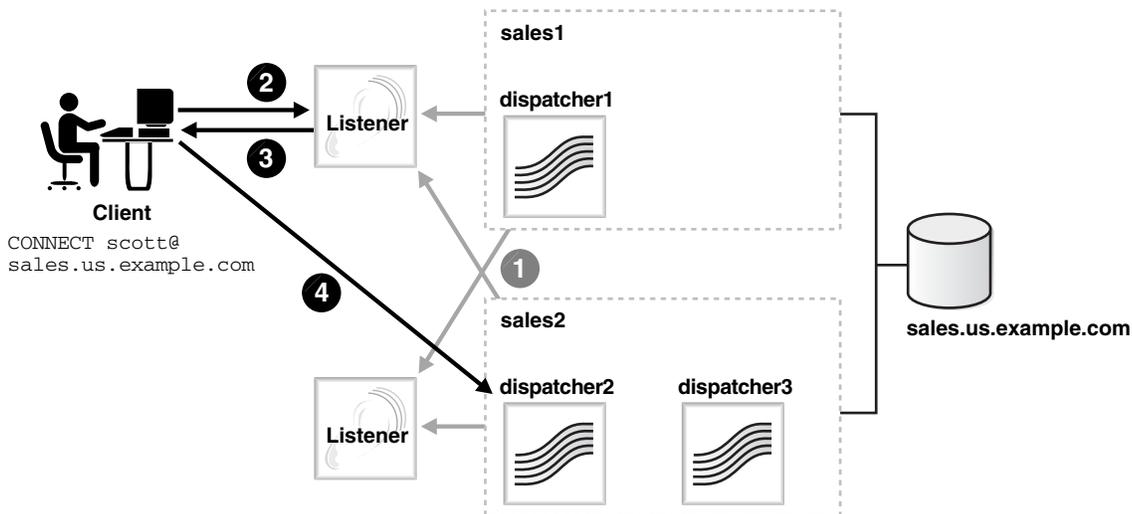 sales1
2
dispatcher1
Listener
3
Client
CONNECT scott@
sales.us.example.com
1
4
sales2
sales.us.example.com
dispatcher2
dispatcher3
Listener